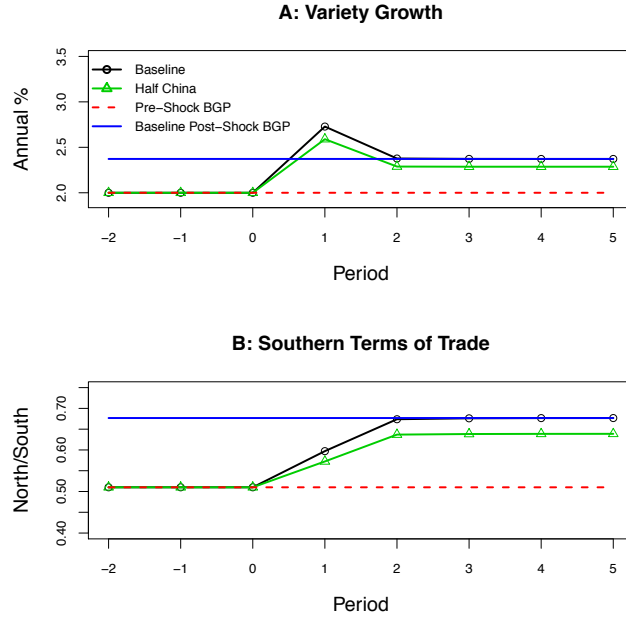 A: Variety Growth
Annual %
3.5
3.0
2.5
2.0
Baseline
Half China
Pre−Shock BGP
Baseline Post−Shock BGP
−2 −1 0 1 2 3 4 5
Period
B: Southern Terms of Trade
North/South
0.70
0.60
0.50
0.40
−2 −1 0 1 2 3 4 5
Period